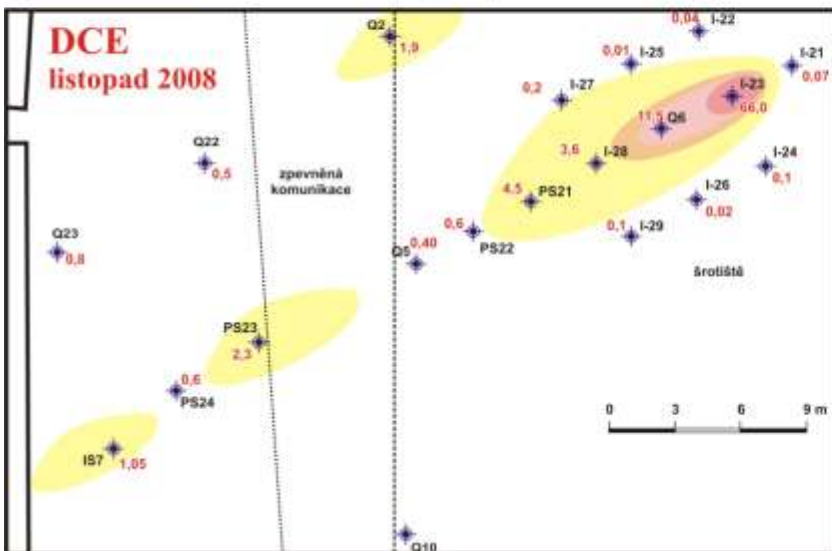 DCE
listopad 2008
Q2
1,9
0,04
I-22
0,01
I-25
I-21
0,07
0,2
I-27
I-23
66,0
11,5
Q6
Q22
0,5
zpevněná
komunikace
3,6
I-28
I-24
0,1
4,5
PS21
I-26
0,02
Q23
0,8
0,6
PS22
0,40
Q5
0,1
I-29
šrotiště
PS23
2,3
0,6
PS24
0 3 6 9 m
IS7
1,05
Q10